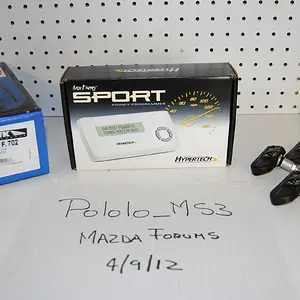 SPORT
POWER PROGRAMMER
HYPERTECH
F.702
Pololo_MS3
MAZDA FORUMS
4/9/12